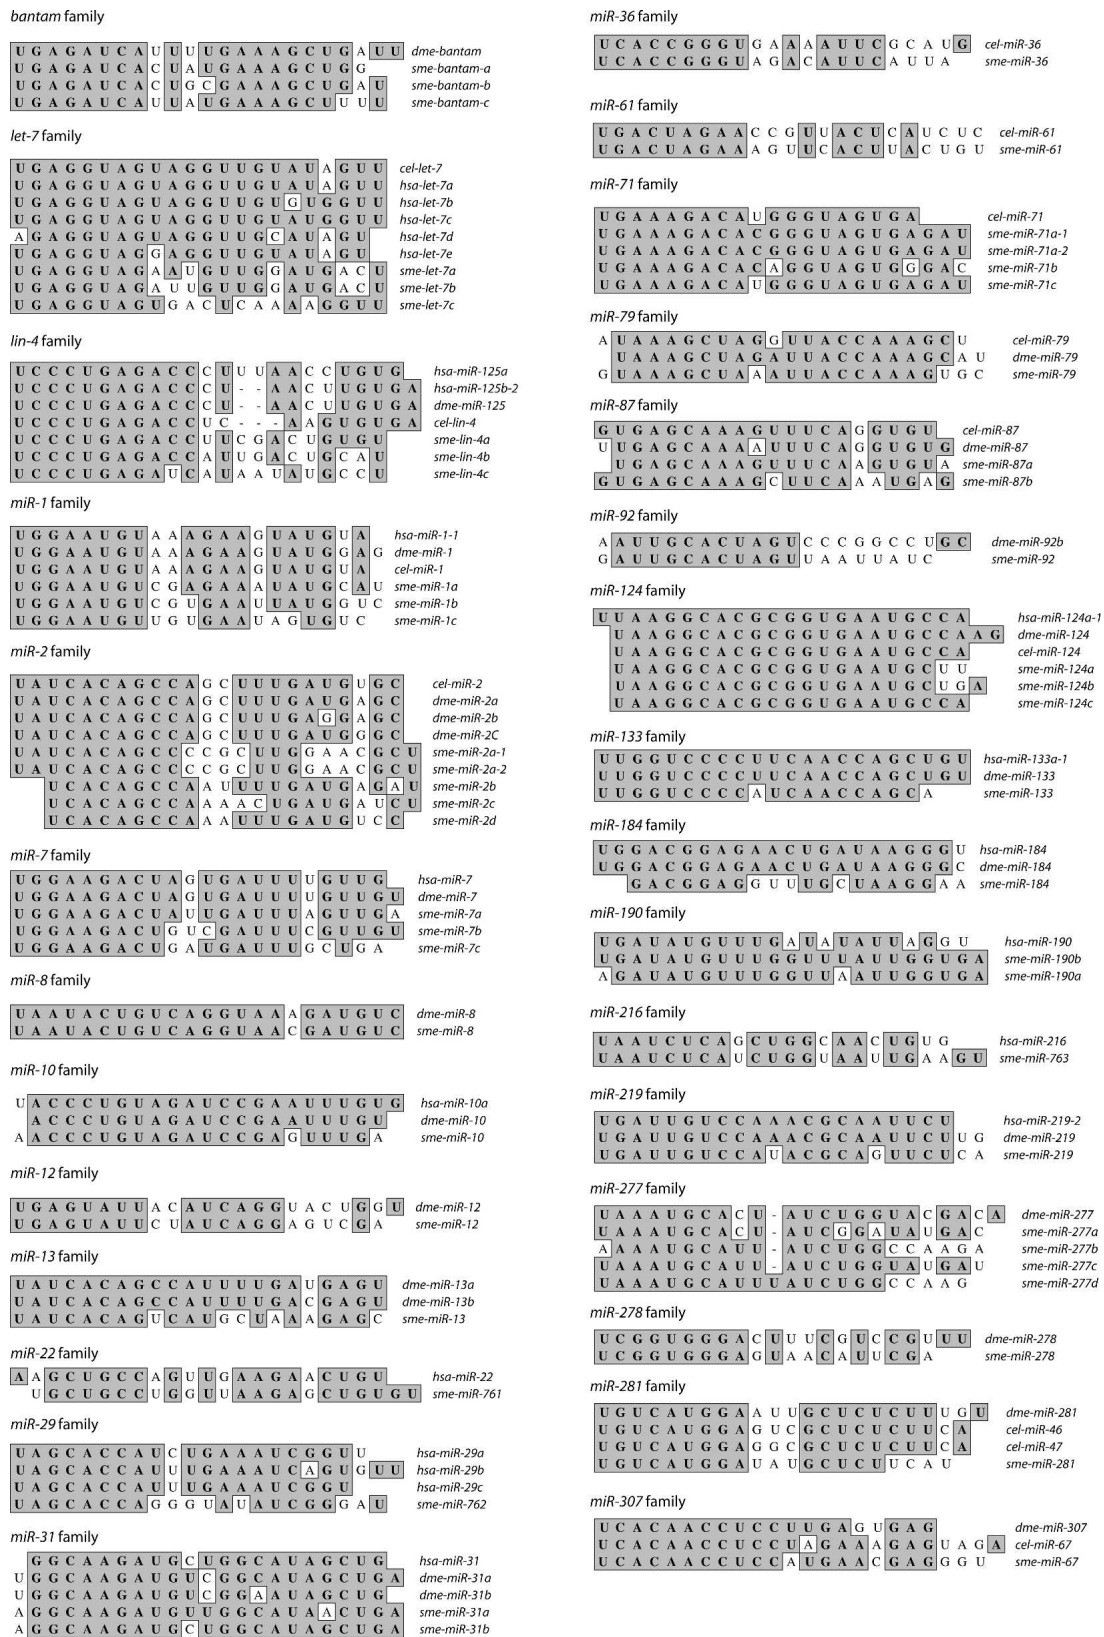 bantam family
U G A G A U C A U U U U G A A A G C U G A U U dme-bantam
U G A G A U C A C U A U G A A A G C U G G sme-bantam-a
U G A G A U C A C U G C G A A A G C U G A U sme-bantam-b
U G A G A U C A U U A U G A A A G C U U U U sme-bantam-c
let-7 family
U G A G G U A G U A G G U U G U A U A G U U cel-let-7
U G A G G U A G U A G G U U G U A U A G U U hsa-let-7a
U G A G G U A G U A G G U U G U G U G G U U hsa-let-7b
U G A G G U A G U A G G U U G U A U G G U U hsa-let-7c
A G A G G U A G U A G G U U G C A U A G U hsa-let-7d
U G A G G U A G G A G G U U G U A U A G U hsa-let-7e
U G A G G U A G A A U G U U G G A U G A C U sme-let-7a
U G A G G U A G A U U G U U G G A U G A C U sme-let-7b
U G A G G U A G U G A C U C A A A A G G U U sme-let-7c
lin-4 family
U C C C U G A G A C C C U U U A A C C U G U G hsa-miR-125a
U C C C U G A G A C C C U - - A A C U U G U G A hsa-miR-125b-2
U C C C U G A G A C C C U - - A A C U U G U G A dme-miR-125
U C C C U G A G A C C U C - - - A A G U G U G A cel-lin-4
U C C C U G A G A C C U U C G A C U G U G U sme-lin-4a
U C C C U G A G A C C A U U G A C U G C A U sme-lin-4b
U C C C U G A G A U C A U A A U A U G C C U sme-lin-4c
miR-1 family
U G G A A U G U A A A G A A G U A U G U A hsa-miR-1-1
U G G A A U G U A A A G A A G U A U G G A G dme-miR-1
U G G A A U G U A A A G A A G U A U G U A cel-miR-1
U G G A A U G U C G A G A A A U A U G C A U sme-miR-1a
U G G A A U G U C G U G A A U U A U G G U C sme-miR-1b
U G G A A U G U U G U G A A U A G U G U C sme-miR-1c
miR-2 family
U A U C A C A G C C A G C U U U G A U G U G C cel-miR-2
U A U C A C A G C C A G C U U U G A U G A G C dme-miR-2a
U A U C A C A G C C A G C U U U G A G G A G C dme-miR-2b
U A U C A C A G C C A G C U U U G A U G G G C dme-miR-2C
U A U C A C A G C C C C G C U U G G A A C G C U sme-miR-2a-1
U A U C A C A G C C C C G C U U G G A A C G C U sme-miR-2a-2
U C A C A G C C A A U U U U G A U G A G A U sme-miR-2b
U C A C A G C C A A A A C U G A U G A U C U sme-miR-2c
U C A C A G C C A A A U U U G A U G U C C sme-miR-2d
miR-7 family
U G G A A G A C U A G U G A U U U U G U U G hsa-miR-7
U G G A A G A C U A G U G A U U U U G U U G U dme-miR-7
U G G A A G A C U A U U G A U U U A G U U G A sme-miR-7a
U G G A A G A C U G U C G A U U U C G U U G U sme-miR-7b
U G G A A G A C U G A U G A U U U G C U G A sme-miR-7c
miR-8 family
U A A U A C U G U C A G G U A A A G A U G U C dme-miR-8
U A A U A C U G U C A G G U A A C G A U G U C sme-miR-8
miR-10 family
U A C C C U G U A G A U C C G A A U U U G U G hsa-miR-10a
A C C C U G U A G A U C C G A A U U U G U dme-miR-10
A A C C C U G U A G A U C C G A G U U U G A sme-miR-10
miR-12 family
U G A G U A U U A C A U C A G G U A C U G G U dme-miR-12
U G A G U A U U C U A U C A G G A G U C G A sme-miR-12
miR-13 family
U A U C A C A G C C A U U U U G A U G A G U dme-miR-13a
U A U C A C A G C C A U U U U G A C G A G U dme-miR-13b
U A U C A C A G U C A U G C U A A A G A G C sme-miR-13
miR-22 family
A A G C U G C C A G U U G A A G A A C U G U hsa-miR-22
U G C U G C C U G G U U A A G A G C U G U G U sme-miR-761
miR-29 family
U A G C A C C A U C U G A A A U C G G U U hsa-miR-29a
U A G C A C C A U U U G A A A U C A G U G U U hsa-miR-29b
U A G C A C C A U U U G A A A U C G G U hsa-miR-29c
U A G C A C C A G G G U A U A U C G G G A U sme-miR-762
miR-31 family
G G C A A G A U G C U G G C A U A G C U G hsa-miR-31
U G G C A A G A U G U C G G C A U A G C U G A dme-miR-31a
U G G C A A G A U G U C G G A A U A G C U G dme-miR-31b
A G G C A A G A U G U U G G C A U A A C U G A sme-miR-31a
A G G C A A G A U G C U G G C A U A G C U G A sme-miR-31b
miR-36 family
U C A C C G G G U G A A A A U U C G C A U G cel-miR-36
U C A C C G G G U A G A C A U U C A U U A sme-miR-36
miR-61 family
U G A C U A G A A C C G U U A C U C A U C U C cel-miR-61
U G A C U A G A A A G U U C A C U U A C U G U sme-miR-61
miR-71 family
U G A A A G A C A U G G G U A G U G A cel-miR-71
U G A A A G A C A C G G G U A G U G A G A U sme-miR-71a-1
U G A A A G A C A C G G G U A G U G A G A U sme-miR-71a-2
U G A A A G A C A C A G G U A G U G G G A C sme-miR-71b
U G A A A G A C A U G G G U A G U G A G A U sme-miR-71c
miR-79 family
A U A A A G C U A G G U U A C C A A A G C U cel-miR-79
U A A A G C U A G A U U A C C A A A G C A U dme-miR-79
G U A A A G C U A A A U U A C C A A A G U G C sme-miR-79
miR-87 family
G U G A G C A A A G U U U C A G G U G U cel-miR-87
U U G A G C A A A A U U U C A G G U G U G dme-miR-87
U G A G C A A A G U U U C A A G U G U A sme-miR-87a
G U G A G C A A A G C U U C A A A U G A G sme-miR-87b
miR-92 family
A A U U G C A C U A G U C C C G G C C U G C dme-miR-92b
G A U U G C A C U A G U U A A U U A U C sme-miR-92
miR-124 family
U U A A G G C A C G C G G U G A A U G C C A hsa-miR-124a-1
U A A G G C A C G C G G U G A A U G C C A A G dme-miR-124
U A A G G C A C G C G G U G A A U G C C A cel-miR-124
U A A G G C A C G C G G U G A A U G C U U sme-miR-124a
U A A G G C A C G C G G U G A A U G C U G A sme-miR-124b
U A A G G C A C G C G G U G A A U G C C A sme-miR-124c
miR-133 family
U U G G U C C C C U U C A A C C A G C U G U hsa-miR-133a-1
U U G G U C C C C U U C A A C C A G C U G U dme-miR-133
U U G G U C C C C A U C A A C C A G C A sme-miR-133
miR-184 family
U G G A C G G A G A A C U G A U A A G G G U hsa-miR-184
U G G A C G G A G A A C U G A U A A G G G C dme-miR-184
G A C G G A G G U U U G C U A A G G A A sme-miR-184
miR-190 family
U G A U A U G U U U G A U A U A U U A G G U hsa-miR-190
U G A U A U G U U U G G U U U A U U G G U G A sme-miR-190b
A G A U A U G U U U G G U U A A U U G G U G A sme-miR-190a
miR-216 family
U A A U C U C A G C U G G C A A C U G U G hsa-miR-216
U A A U C U C A U C U G G U A A U U G A A G U sme-miR-763
miR-219 family
U G A U U G U C C A A A C G C A A U U C U hsa-miR-219-2
U G A U U G U C C A A A C G C A A U U C U U G dme-miR-219
U G A U U G U C C A U A C G C A G U U C U C A sme-miR-219
miR-277 family
U A A A U G C A C U - A U C U G G U A C G A C A dme-miR-277
U A A A U G C A C U - A U C G G A U A U G A C sme-miR-277a
A A A A U G C A U U - A U C U G G C C A A G A sme-miR-277b
U A A A U G C A U U - A U C U G G U A U G A U sme-miR-277c
U A A A U G C A U U U A U C U G G C C A A G sme-miR-277d
miR-278 family
U C G G U G G G A C U U U C G U C C G U U U dme-miR-278
U C G G U G G G A G U A A C A U U C G A sme-miR-278
miR-281 family
U G U C A U G G A A U U G C U C U C U U U G U dme-miR-281
U G U C A U G G A G U C G C U C U C U U C A cel-miR-46
U G U C A U G G A G G C G C U C U C U U C A cel-miR-47
U G U C A U G G A U A U G C U C U U C A U sme-miR-281
miR-307 family
U C A C A A C C U C C U U G A G U G A G dme-miR-307
U C A C A A C C U C C U A G A A A G A G U A G A cel-miR-67
U C A C A A C C U C C A U G A A C G A G G G U sme-miR-67